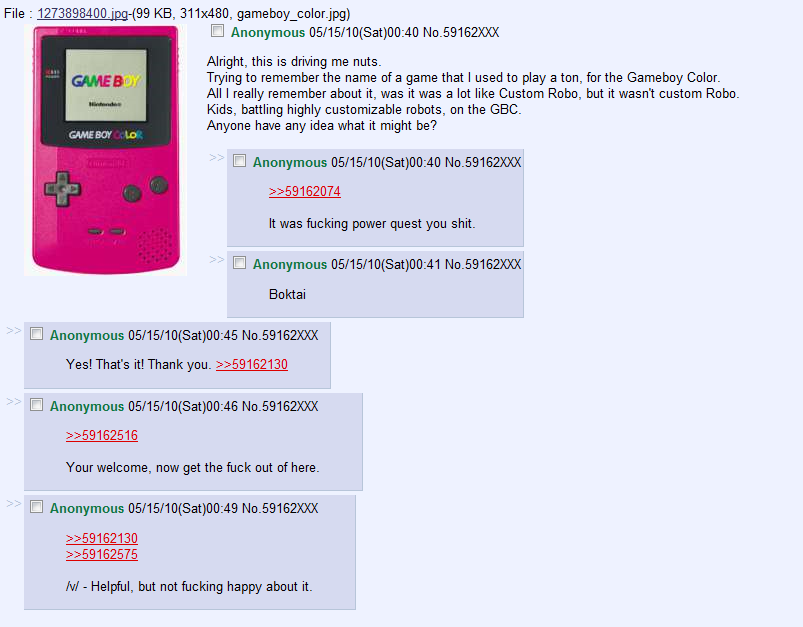 File : 1273898400.jpg-(99 KB, 311x480, gameboy_color.jpg)
GAME BOY
Nintendo
GAME BOY COLOR
Anonymous 05/15/10(Sat)00:40 No.59162XXX
Alright, this is driving me nuts.
Trying to remember the name of a game that I used to play a ton, for the Gameboy Color.
All I really remember about it, was it was a lot like Custom Robo, but it wasn't custom Robo.
Kids, battling highly customizable robots, on the GBC.
Anyone have any idea what it might be?
>> Anonymous 05/15/10(Sat)00:40 No.59162XXX
>>59162074
It was fucking power quest you shit.
>> Anonymous 05/15/10(Sat)00:41 No.59162XXX
Boktai
>> Anonymous 05/15/10(Sat)00:45 No.59162XXX
Yes! That's it! Thank you. >>59162130
>> Anonymous 05/15/10(Sat)00:46 No.59162XXX
>>59162516
Your welcome, now get the fuck out of here.
>> Anonymous 05/15/10(Sat)00:49 No.59162XXX
>>59162130
>>59162575
/v/ - Helpful, but not fucking happy about it.